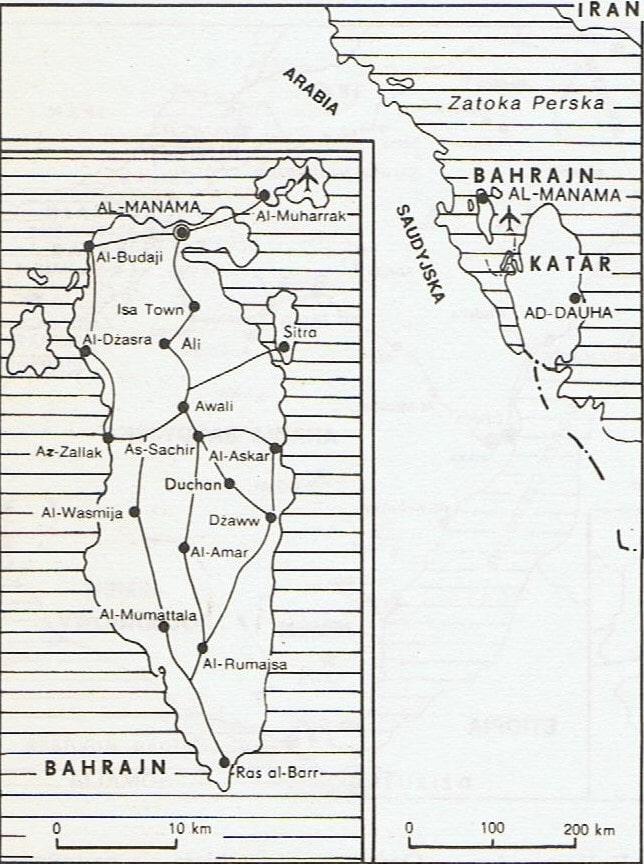 IRAN
ARABIA
SAUDYJSKA
Zatoka Perska
BAHRAJN
AL-MANAMA
KATAR
AD-DAUHA
AL-MANAMA
Al-Muharrak
Al-Budaji
Isa Town
Sitra
Al-Dżasra
Ali
Awali
Az-Zallak
As-Sachir
Al-Askar
Duchan
Al-Wasmija
Dżaww
Al-Amar
Al-Mumattala
Al-Rumajsa
Ras al-Barr
BAHRAJN
0 10 km
0 100 200 km